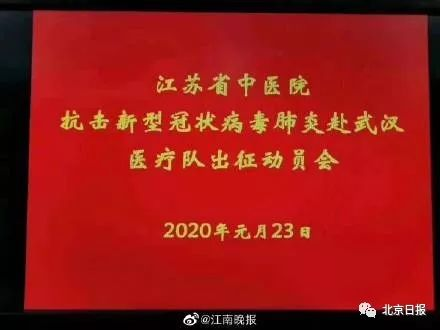 江苏省中医院
抗击新型冠状病毒肺炎赴武汉
医疗队出征动员会
2020年元月23日
@江南晚报
北京日报